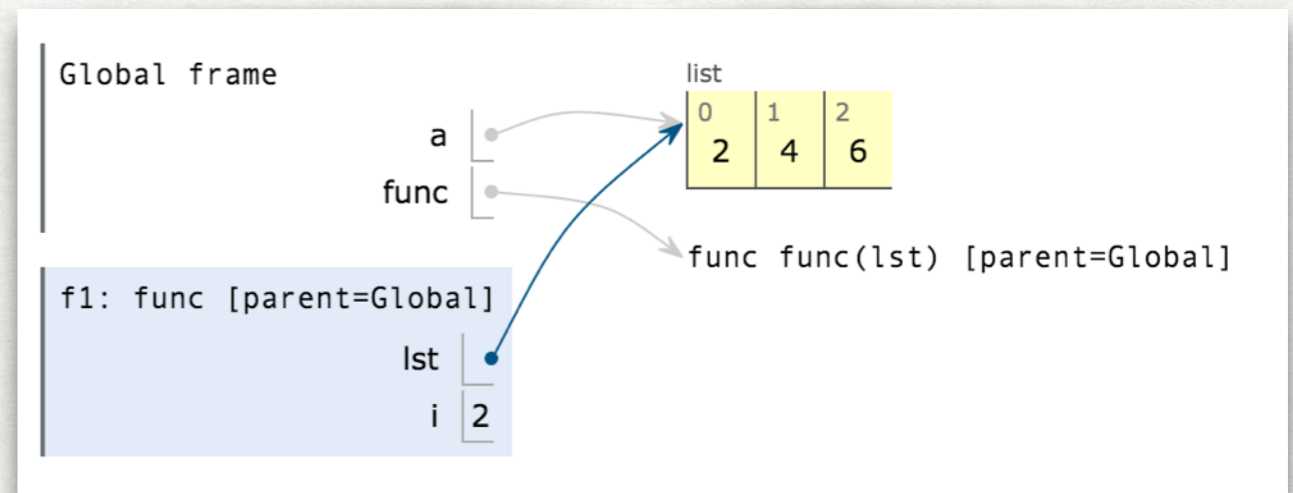 Global frame
a
func
list
0 1 2
2 4 6
func func(lst) [parent=Global]
f1: func [parent=Global]
lst
i 2